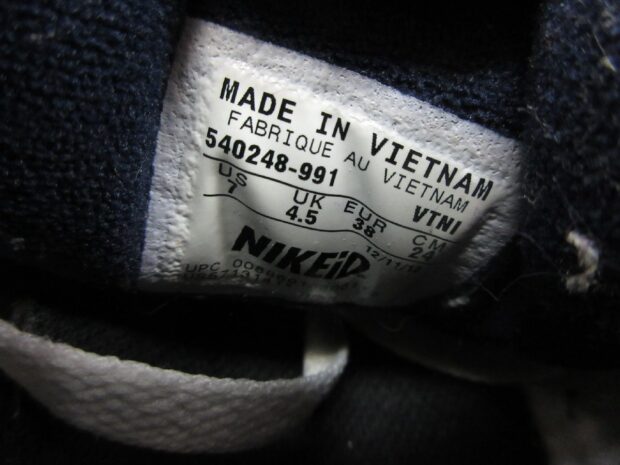 MADE IN VIETNAM
FABRIQUE AU VIETNAM
540248-991 VTNI
US UK EUR CM
7 4.5 38 24
NIKEiD
UPC